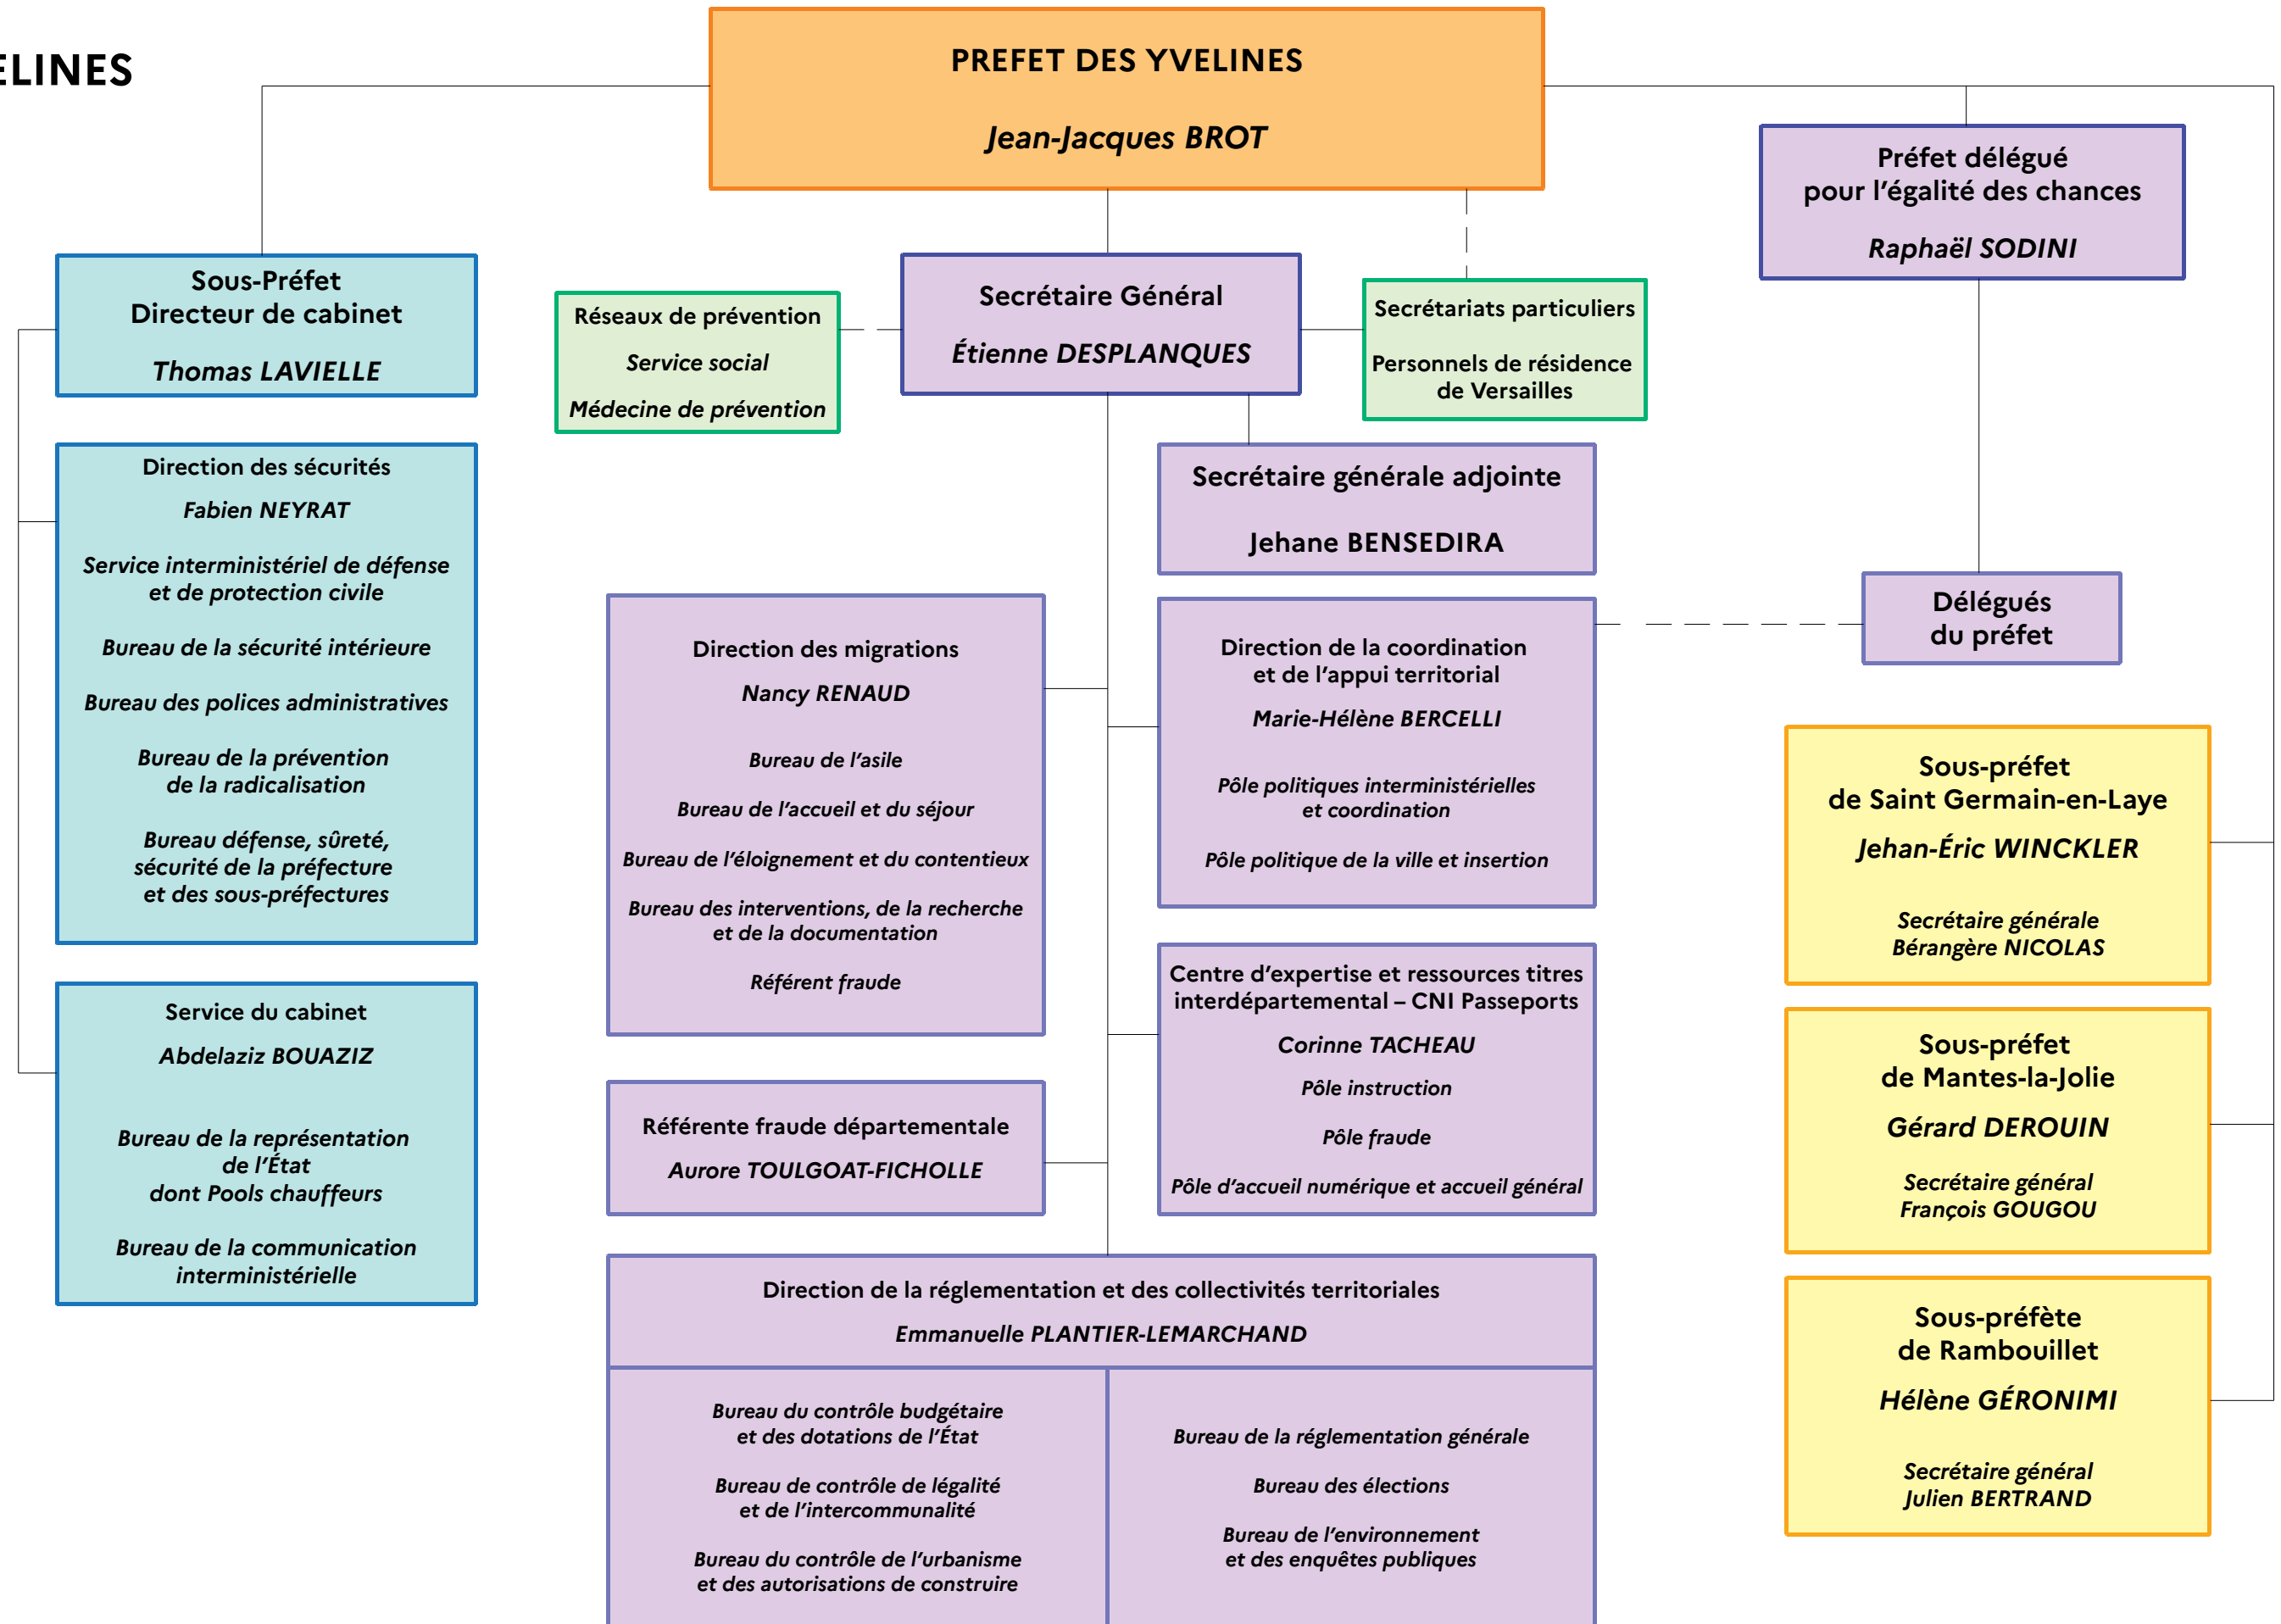 ELINES
PREFET DES YVELINES
Jean-Jacques BROT
Préfet délégué
pour l'égalité des chances
Raphaël SODINI
Sous-Préfet
Directeur de cabinet
Thomas LAVIELLE
Réseaux de prévention
Service social
Médecine de prévention
Secrétaire Général
Étienne DESPLANQUES
Secrétariats particuliers
Personnels de résidence
de Versailles
Direction des sécurités
Fabien NEYRAT
Service interministériel de défense
et de protection civile
Bureau de la sécurité intérieure
Bureau des polices administratives
Bureau de la prévention
de la radicalisation
Bureau défense, sûreté,
sécurité de la préfecture
et des sous-préfectures
Service du cabinet
Abdelaziz BOUAZIZ
Bureau de la représentation
de l'État
dont Pools chauffeurs
Bureau de la communication
interministérielle
Secrétaire générale adjointe
Jehane BENSEDIRA
Direction des migrations
Nancy RENAUD
Bureau de l'asile
Bureau de l'accueil et du séjour
Bureau de l'éloignement et du contentieux
Bureau des interventions, de la recherche
et de la documentation
Référent fraude
Direction de la coordination
et de l'appui territorial
Marie-Hélène BERCELLI
Pôle politiques interministérielles
et coordination
Pôle politique de la ville et insertion
Délégués
du préfet
Référente fraude départementale
Aurore TOULGOAT-FICHOLLE
Centre d'expertise et ressources titres
interdépartemental – CNI Passeports
Corinne TACHEAU
Pôle instruction
Pôle fraude
Pôle d'accueil numérique et accueil général
Direction de la réglementation et des collectivités territoriales
Emmanuelle PLANTIER-LEMARCHAND
Bureau du contrôle budgétaire
et des dotations de l'État
Bureau de contrôle de légalité
et de l'intercommunalité
Bureau du contrôle de l'urbanisme
et des autorisations de construire
Bureau de la réglementation générale
Bureau des élections
Bureau de l'environnement
et des enquêtes publiques
Sous-préfet
de Saint Germain-en-Laye
Jehan-Éric WINCKLER
Secrétaire générale
Bérangère NICOLAS
Sous-préfet
de Mantes-la-Jolie
Gérard DEROUIN
Secrétaire général
François GOUGOU
Sous-préfète
de Rambouillet
Hélène GÉRONIMI
Secrétaire général
Julien BERTRAND